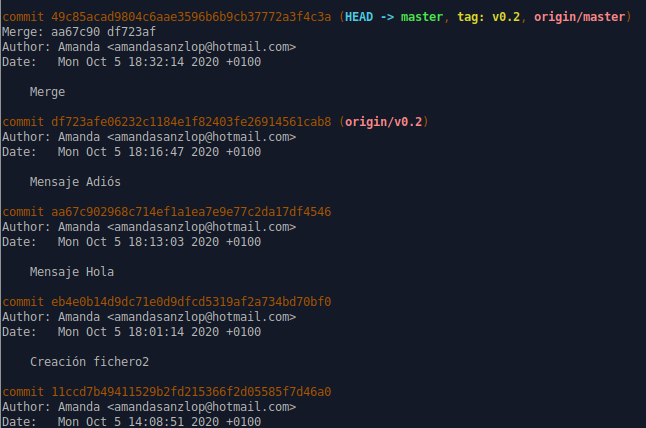 commit 49c85acad9804c6aae3596b6b9cb37772a3f4c3a (HEAD -> master, tag: v0.2, origin/master)
Merge: aa67c90 df723af
Author: Amanda <amandasanzlop@hotmail.com>
Date:   Mon Oct 5 18:32:14 2020 +0100
Merge
commit df723afe06232c1184e1f82403fe26914561cab8 (origin/v0.2)
Author: Amanda <amandasanzlop@hotmail.com>
Date:   Mon Oct 5 18:16:47 2020 +0100
Mensaje Adiós
commit aa67c902968c714ef1a1ea7e9e77c2da17df4546
Author: Amanda <amandasanzlop@hotmail.com>
Date:   Mon Oct 5 18:13:03 2020 +0100
Mensaje Hola
commit eb4e0b14d9dc71e0d9dfcd5319af2a734bd70bf0
Author: Amanda <amandasanzlop@hotmail.com>
Date:   Mon Oct 5 18:01:14 2020 +0100
Creación fichero2
commit 11ccd7b49411529b2fd215366f2d05585f7d46a0
Author: Amanda <amandasanzlop@hotmail.com>
Date:   Mon Oct 5 14:08:51 2020 +0100